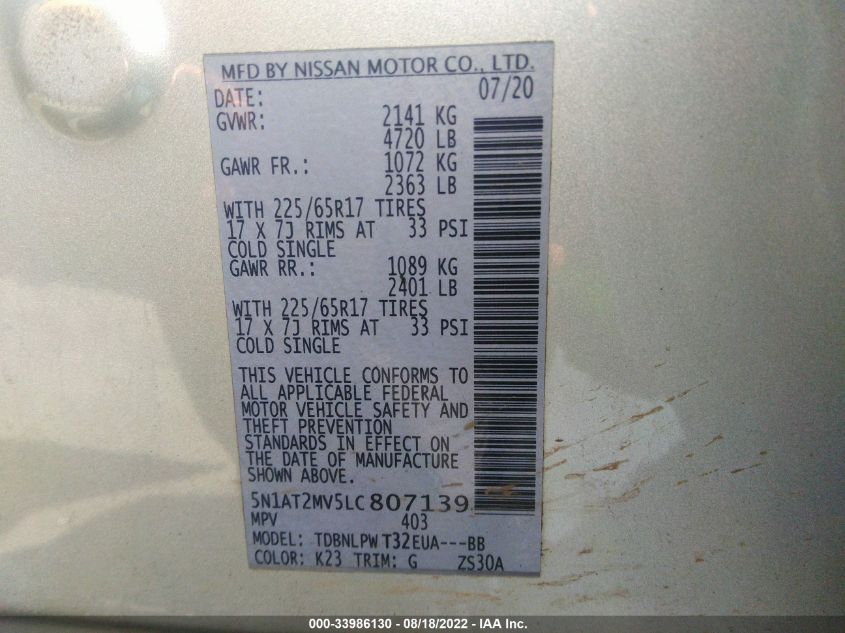 MFD BY NISSAN MOTOR CO., LTD.
DATE: 07/20
GVWR: 2141 KG
4720 LB
GAWR FR.: 1072 KG
2363 LB
WITH 225/65R17 TIRES
17 X 7J RIMS AT 33 PSI
COLD SINGLE
GAWR RR.: 1089 KG
2401 LB
WITH 225/65R17 TIRES
17 X 7J RIMS AT 33 PSI
COLD SINGLE
THIS VEHICLE CONFORMS TO
ALL APPLICABLE FEDERAL
MOTOR VEHICLE SAFETY AND
THEFT PREVENTION
STANDARDS IN EFFECT ON
THE DATE OF MANUFACTURE
SHOWN ABOVE.
5N1AT2MV5LC807139
MPV 403
MODEL: TDBNLPW T32EUA---BB
COLOR: K23 TRIM: G ZS30A
000-33986130 - 08/18/2022 - IAA Inc.